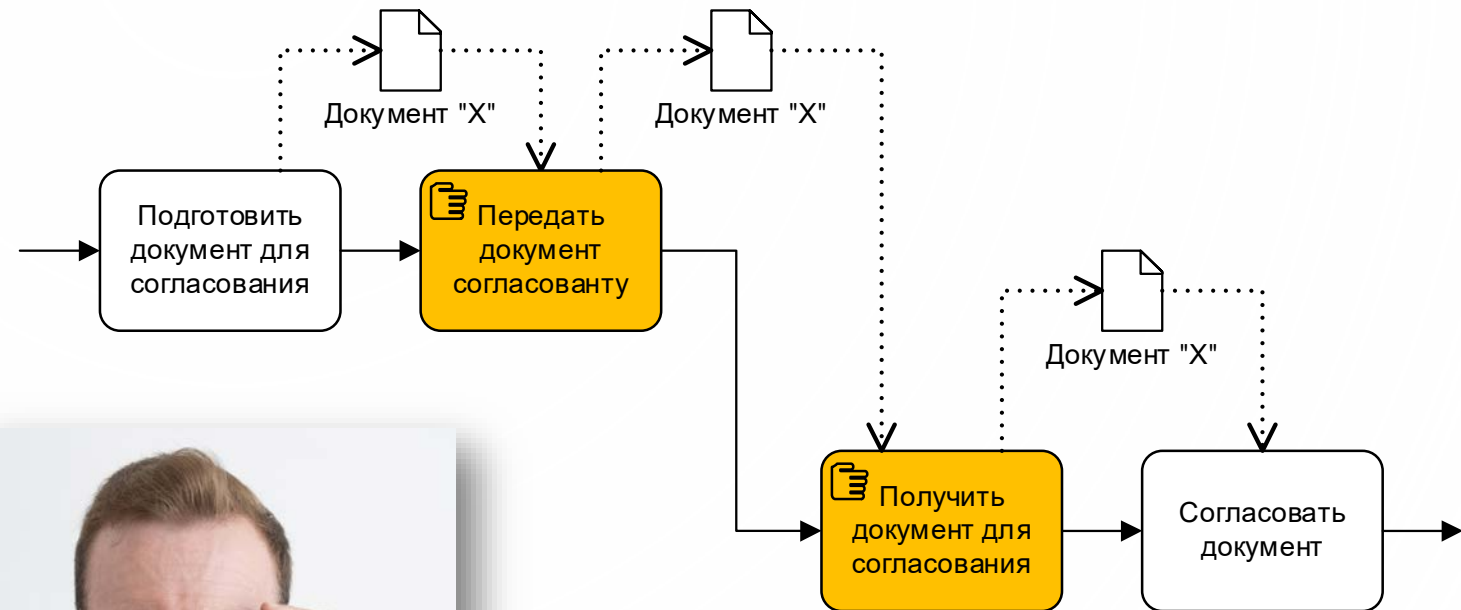 Документ "X"
Документ "X"
Подготовить
документ для
согласования
Передать
документ
согласованту
Документ "X"
Получить
документ для
согласования
Согласовать
документ